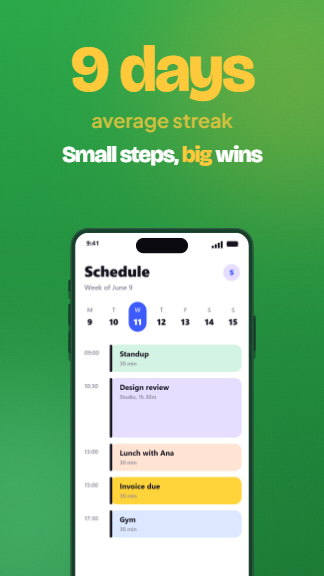 9 days
average streak
Small steps, big wins
9:41
Schedule
S
Week of June 9
M T W T F S S
9 10 11 12 13 14 15
09:00 Standup
30 min
10:30 Design review
Studio, 1h 30m
13:00 Lunch with Ana
30 min
15:00 Invoice due
30 min
17:30 Gym
30 min